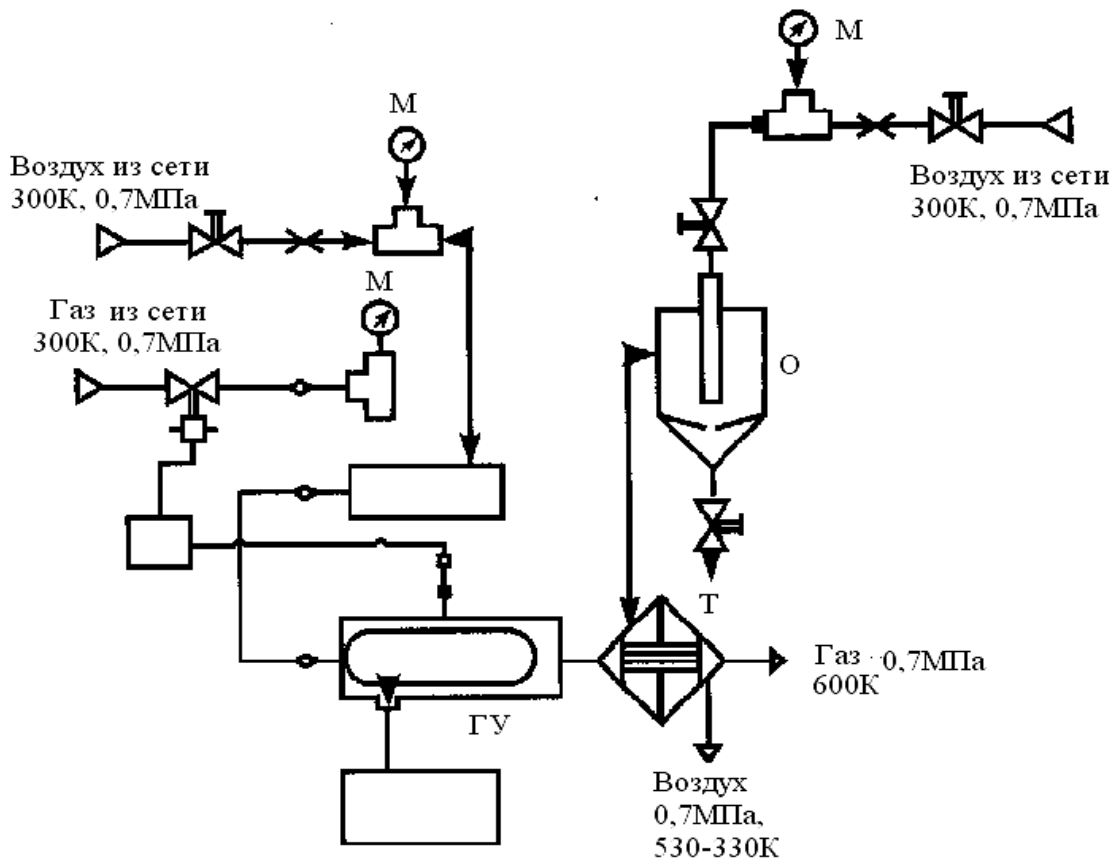 М
М
Воздух из сети
300К, 0,7МПа
Воздух из сети
300К, 0,7МПа
М
Газ из сети
300К, 0,7МПа
О
Т
Газ 0,7МПа
600К
ГУ
Воздух
0,7МПа,
530-330К